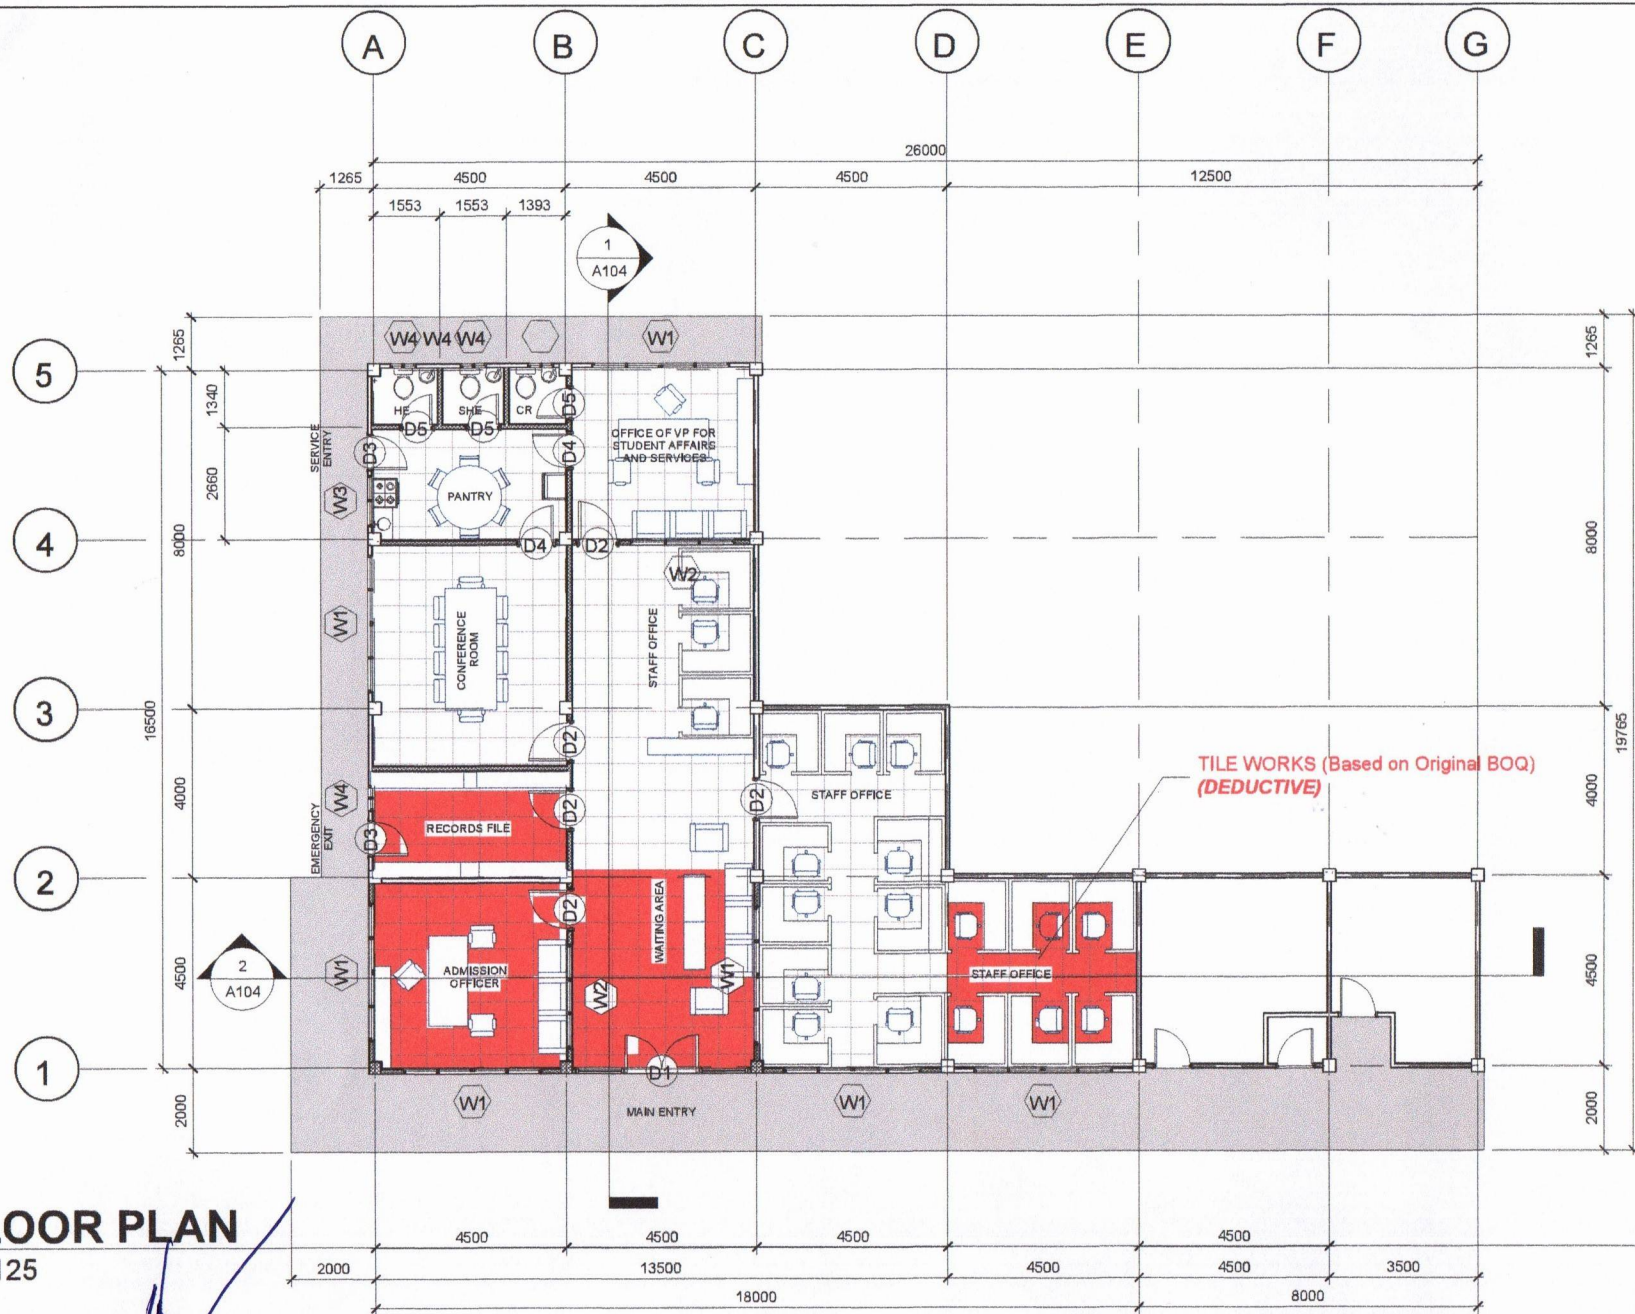 A B C D E F G
26000
1265 4500 4500 4500 12500
1553 1553 1393
1
A104
W4 W4 W4 W1
5
1265
1265
1340
HE SHE CR D5
D5 D5
OFFICE OF VP FOR
STUDENT AFFAIRS
AND SERVICES
SERVICE
ENTRY
D3
D4
2660
W3
PANTRY
4
8000
D4 D2
8000
W2
W1
CONFERENCE
ROOM
STAFF OFFICE
3
16500
19765
D2
TILE WORKS (Based on Original BOQ)
(DEDUCTIVE)
4000
W4
D2
D2
STAFF OFFICE
4000
EMERGENCY
EXIT
D3
RECORDS FILE
2
D2
WAITING AREA
2
A104
4500
W1
ADMISSION
OFFICER
W2
W1
STAFF OFFICE
4500
1
D1
2000
W1
MAIN ENTRY
W1
W1
2000
LOOR PLAN
125
4500 4500 4500 4500
2000 13500 4500 4500 3500
18000 8000